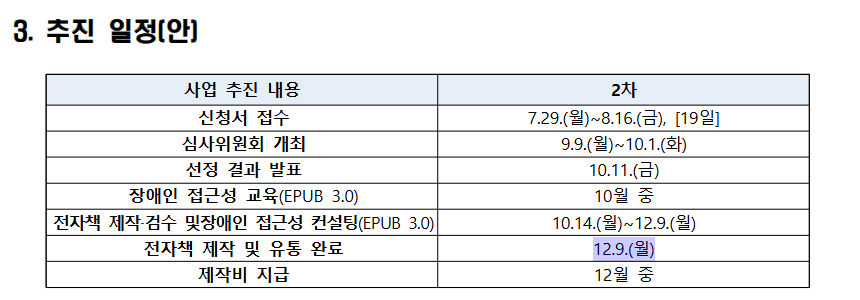 3. 추진 일정(안)
사업 추진 내용 2차
신청서 접수 7.29.(월)~8.16.(금), [19일]
심사위원회 개최 9.9.(월)~10.1.(화)
선정 결과 발표 10.11.(금)
장애인 접근성 교육(EPUB 3.0) 10월 중
전자책 제작·검수 및장애인 접근성 컨설팅(EPUB 3.0) 10.14.(월)~12.9.(월)
전자책 제작 및 유통 완료 12.9.(월)
제작비 지급 12월 중